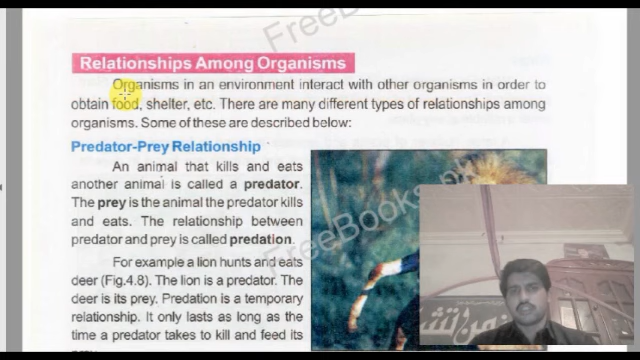 Relationships Among Organisms
Organisms in an environment interact with other organisms in order to
obtain food, shelter, etc. There are many different types of relationships among
organisms. Some of these are described below:
Predator-Prey Relationship
An animal that kills and eats
another animal is called a predator.
The prey is the animal the predator kills
and eats. The relationship between
predator and prey is called predation.
For example a lion hunts and eats
deer (Fig.4.8). The lion is a predator. The
deer is its prey. Predation is a temporary
relationship. It only lasts as long as the
time a predator takes to kill and feed its
FreeBooks.pk